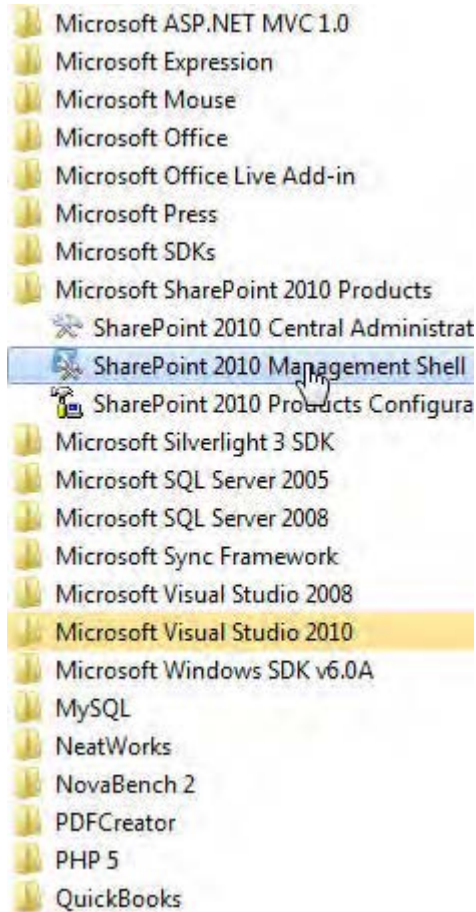 Microsoft ASP.NET MVC 1.0
Microsoft Expression
Microsoft Mouse
Microsoft Office
Microsoft Office Live Add-in
Microsoft Press
Microsoft SDKs
Microsoft SharePoint 2010 Products
SharePoint 2010 Central Administrat
SharePoint 2010 Management Shell
SharePoint 2010 Products Configura
Microsoft Silverlight 3 SDK
Microsoft SQL Server 2005
Microsoft SQL Server 2008
Microsoft Sync Framework
Microsoft Visual Studio 2008
Microsoft Visual Studio 2010
Microsoft Windows SDK v6.0A
MySQL
NeatWorks
NovaBench 2
PDFCreator
PHP 5
QuickBooks